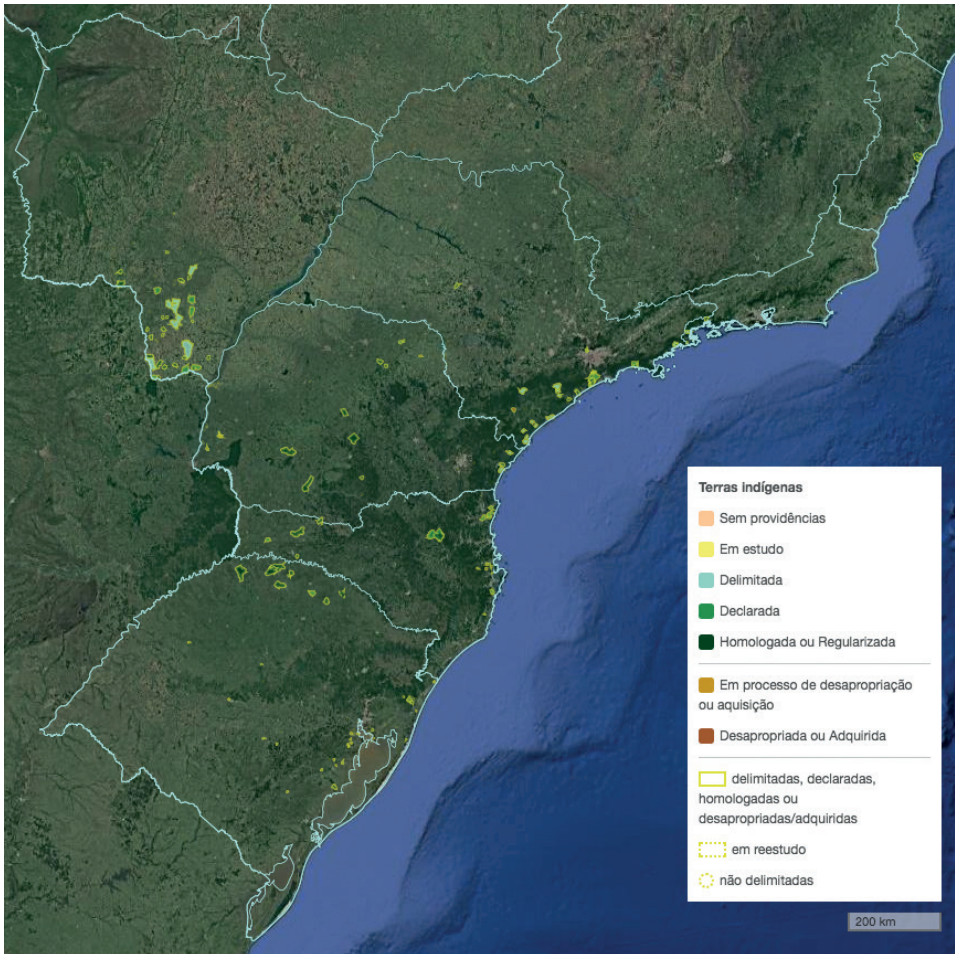 Terras indígenas
Sem providências
Em estudo
Delimitada
Declarada
Homologada ou Regularizada
Em processo de desapropriação
ou aquisição
Desapropriada ou Adquirida
delimitadas, declaradas,
homologadas ou
desapropriadas/adquiridas
em reestudo
não delimitadas
200 km